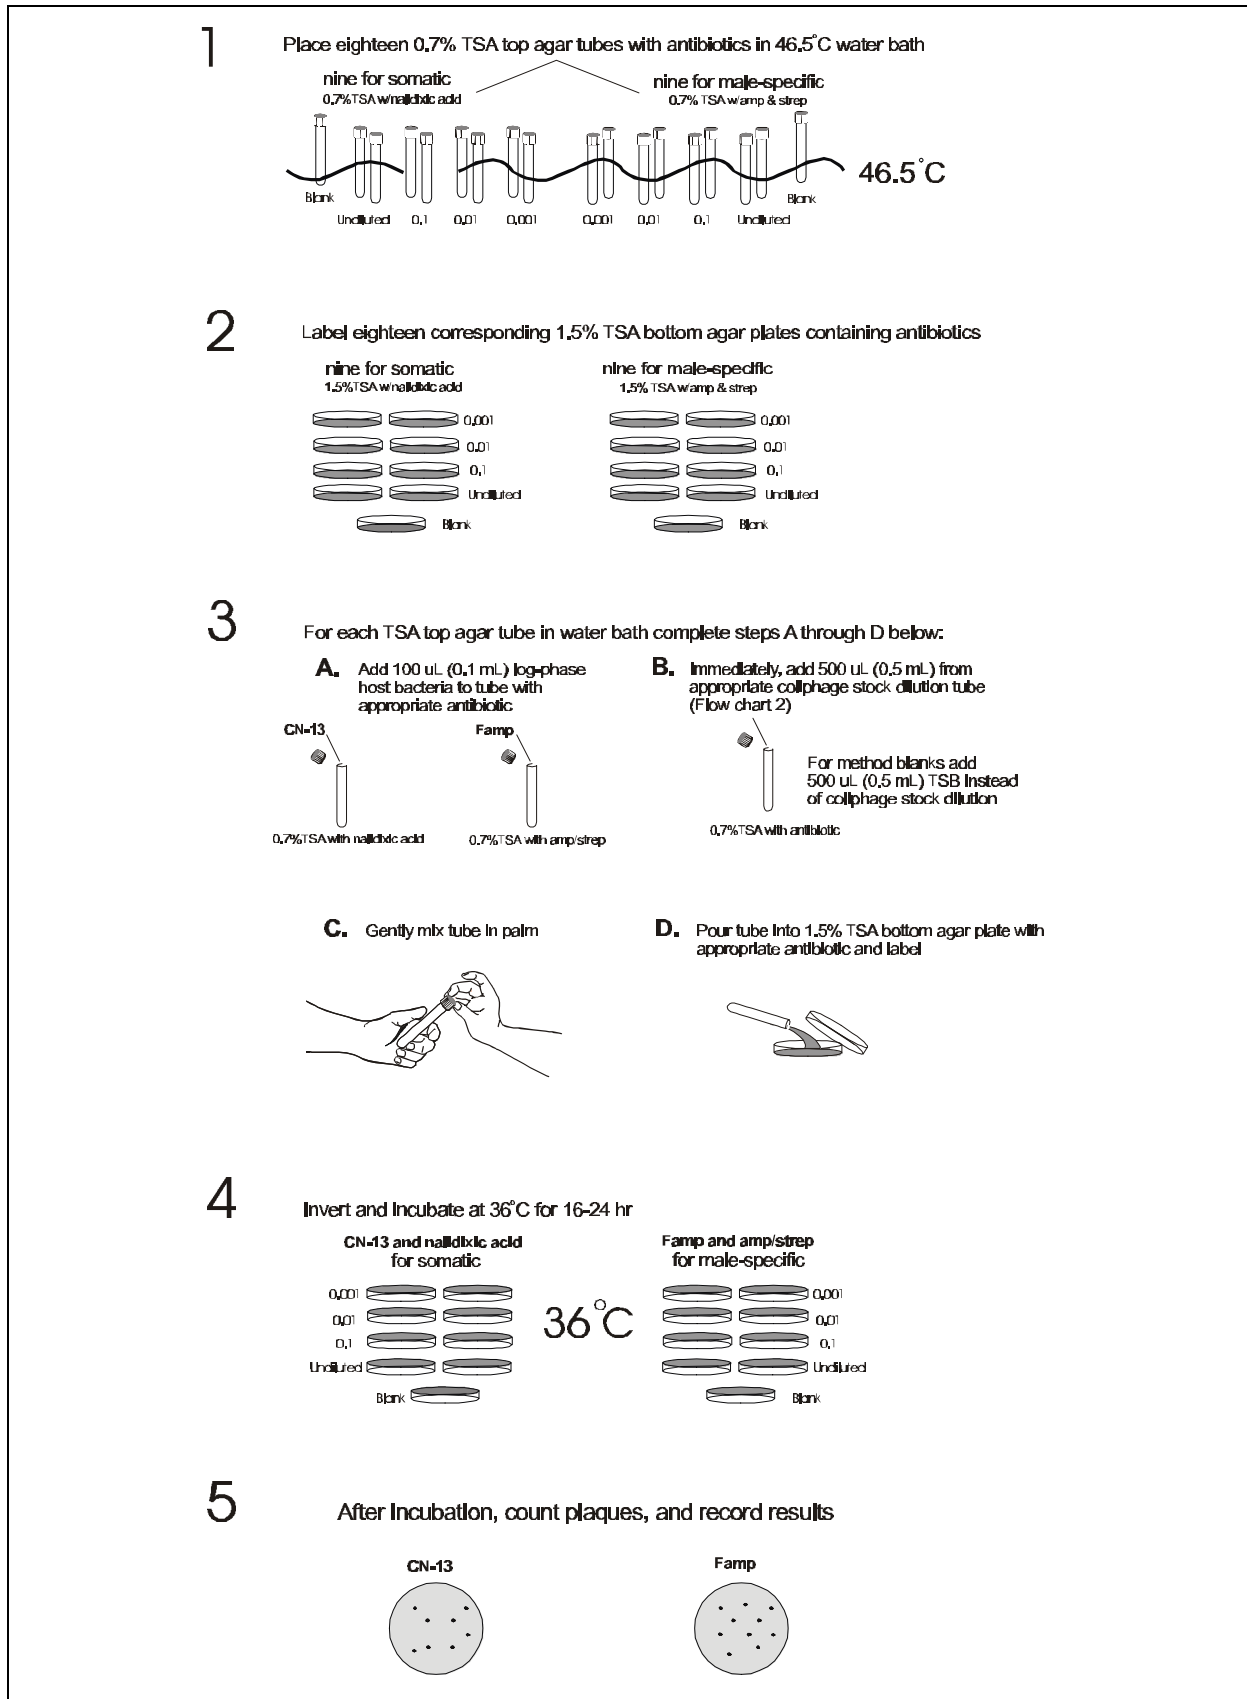 1
Place eighteen 0.7% TSA top agar tubes with antibiotics in 46.5°C water bath
nine for somatic
0.7% TSA w/nalidixic acid
nine for male-specific
0.7% TSA w/amp & strep
46.5°C
Blank
Undiluted
0.1
0.01
0.001
0.001
0.01
0.1
Undiluted
Blank
2
Label eighteen corresponding 1.5% TSA bottom agar plates containing antibiotics
nine for somatic
1.5% TSA w/nalidixic acid
nine for male-specific
1.5% TSA w/amp & strep
0.001
0.01
0.1
Undiluted
Blank
0.001
0.01
0.1
Undiluted
Blank
3
For each TSA top agar tube in water bath complete steps A through D below:
A. Add 100 uL (0.1 mL) log-phase
host bacteria to tube with
appropriate antibiotic
CN-13
Famp
0.7% TSA with nalidixic acid
0.7% TSA with amp/strep
B. Immediately, add 500 uL (0.5 mL) from
appropriate coliphage stock dilution tube
(Flow chart 2)
For method blanks add
500 uL (0.5 mL) TSB instead
of coliphage stock dilution
0.7% TSA with antibiotic
C. Gently mix tube in palm
D. Pour tube into 1.5% TSA bottom agar plate with
appropriate antibiotic and label
4
Invert and incubate at 36°C for 16-24 hr
CN-13 and nalidixic acid
for somatic
Famp and amp/strep
for male-specific
0.001
0.01
0.1
Undiluted
Blank
36°C
0.001
0.01
0.1
Undiluted
Blank
5
After incubation, count plaques, and record results
CN-13
Famp